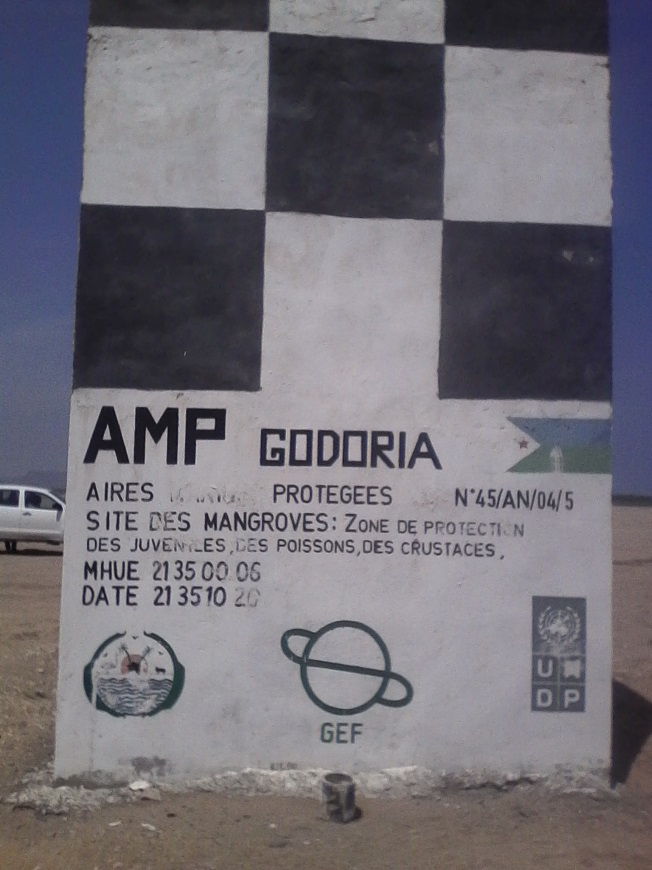 AMP GODORIA
AIRES PROTEGEES N°45/AN/04/5
SITE DES MANGROVES: ZONE DE PROTECTION
DES JUVENILES, DES POISSONS, DES CRUSTACES,
MHUE 21 35 00 06
DATE 21 35 10 20
GEF
U N
D P